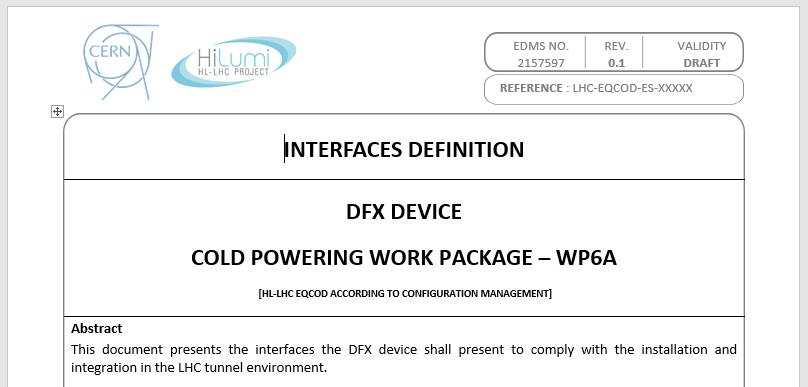 CERN
HiLumi
HL-LHC PROJECT
EDMS NO. REV. VALIDITY
2157597 0.1 DRAFT
REFERENCE : LHC-EQCOD-ES-XXXXX
INTERFACES DEFINITION
DFX DEVICE
COLD POWERING WORK PACKAGE – WP6A
[HL-LHC EQCOD ACCORDING TO CONFIGURATION MANAGEMENT]
Abstract
This document presents the interfaces the DFX device shall present to comply with the installation and
integration in the LHC tunnel environment.